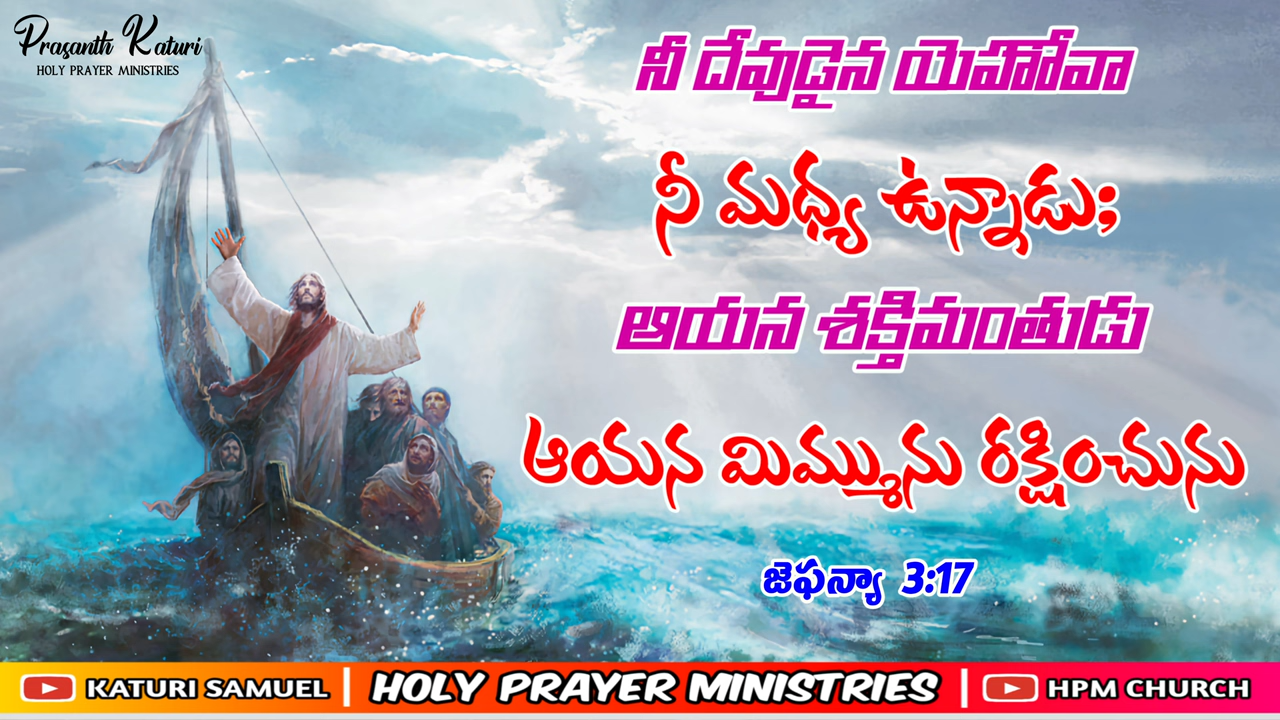 Prasanth Katuri
HOLY PRAYER MINISTRIES
నీ దేవుడైన యెహోవా
నీ మధ్య ఉన్నాడు;
ఆయన శక్తిమంతుడు
ఆయన మిమ్మును రక్షించును
జెఫన్యా 3:17
KATURI SAMUEL | HOLY PRAYER MINISTRIES | HPM CHURCH